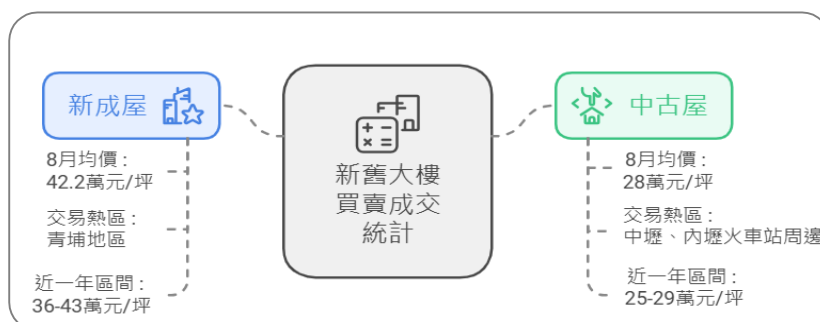 新成屋
8月均價 :
42.2萬元/坪
交易熱區 :
青埔地區
近一年區間 :
36-43萬元/坪
新舊大樓
買賣成交
統計
中古屋
8月均價 :
28萬元/坪
交易熱區 :
中壢、內壢火車站周邊
近一年區間 :
25-29萬元/坪